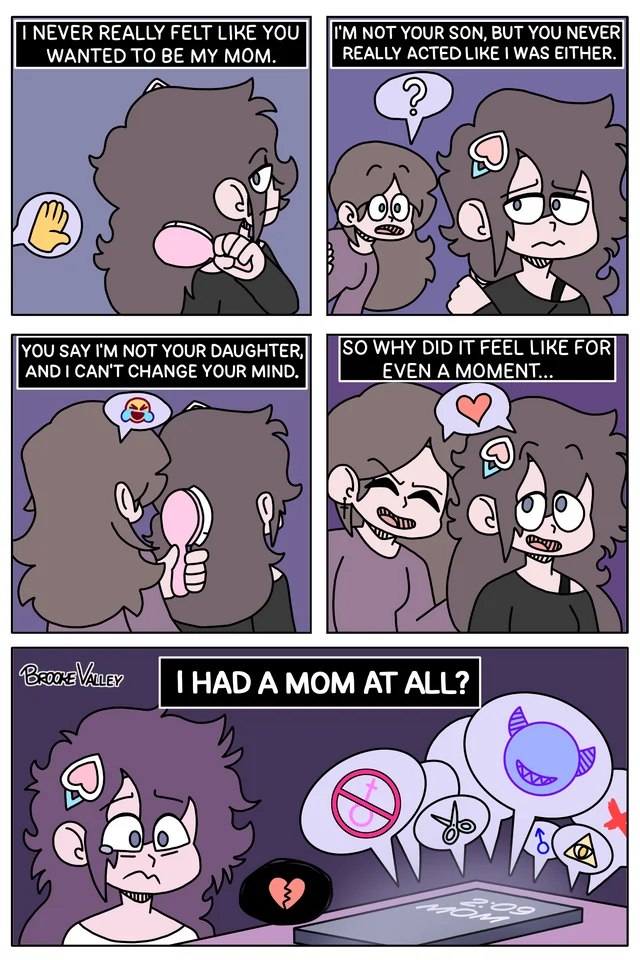 I NEVER REALLY FELT LIKE YOU
WANTED TO BE MY MOM.
I'M NOT YOUR SON, BUT YOU NEVER
REALLY ACTED LIKE I WAS EITHER.
?
YOU SAY I'M NOT YOUR DAUGHTER,
AND I CAN'T CHANGE YOUR MIND.
SO WHY DID IT FEEL LIKE FOR
EVEN A MOMENT...
BROOKE VALLEY
I HAD A MOM AT ALL?
2:09
MOM